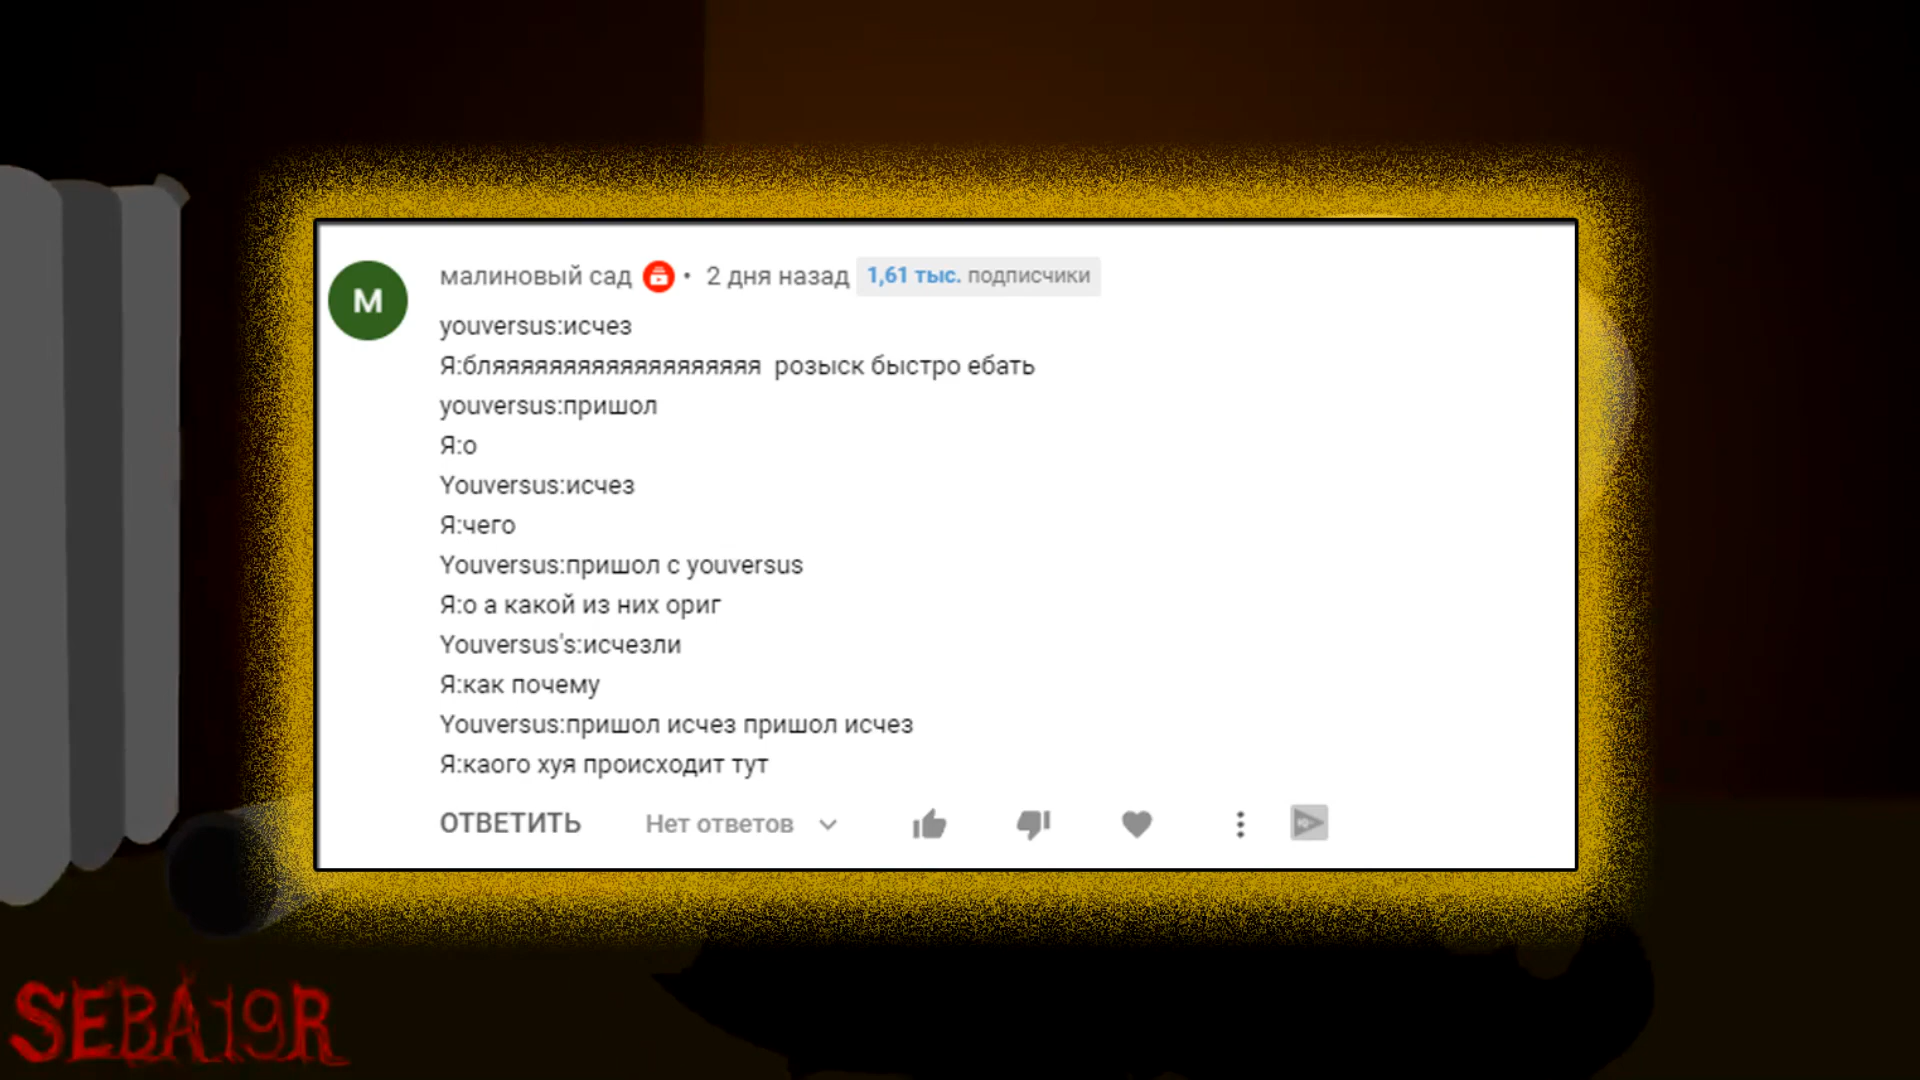 М
малиновый сад • 2 дня назад 1,61 тыс. подписчики
youversus:исчез
Я:бляяяяяяяяяяяяяяяяяяя розыск быстро ебать
youversus:пришол
Я:о
Youversus:исчез
Я:чего
Youversus:пришол с youversus
Я:о а какой из них ориг
Youversus's:исчезли
Я:как почему
Youversus:пришол исчез пришол исчез
Я:каого хуя происходит тут
ОТВЕТИТЬ Нет ответов
SEBA19R